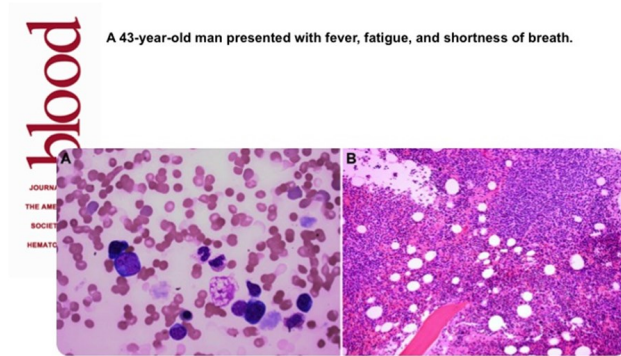 A 43-year-old man presented with fever, fatigue, and shortness of breath.
blood
JOURNA
THE AME
SOCIET
HEMATO
A
B